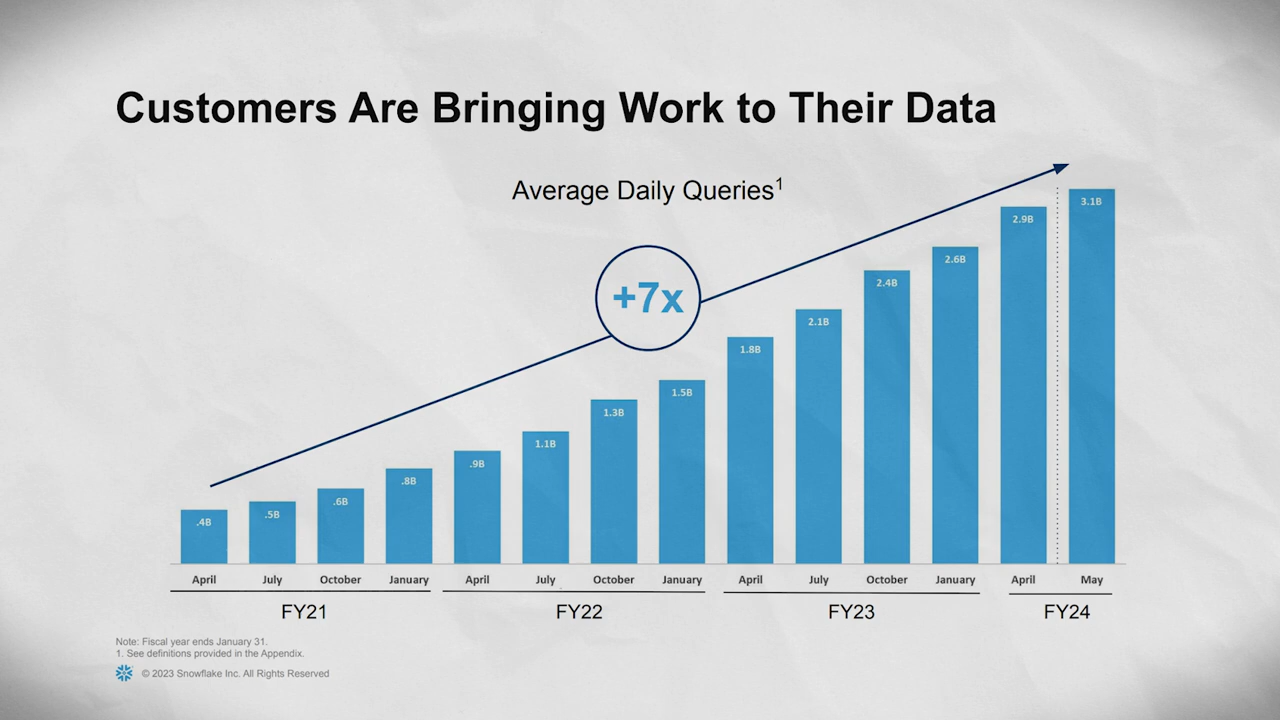 Customers Are Bringing Work to Their Data
Average Daily Queries1
+7x
.4B
.5B
.6B
.8B
.9B
1.1B
1.3B
1.5B
1.8B
2.1B
2.4B
2.6B
2.9B
3.1B
April July October January April July October January April July October January April May
FY21 FY22 FY23 FY24
Note: Fiscal year ends January 31.
1. See definitions provided in the Appendix.
© 2023 Snowflake Inc. All Rights Reserved